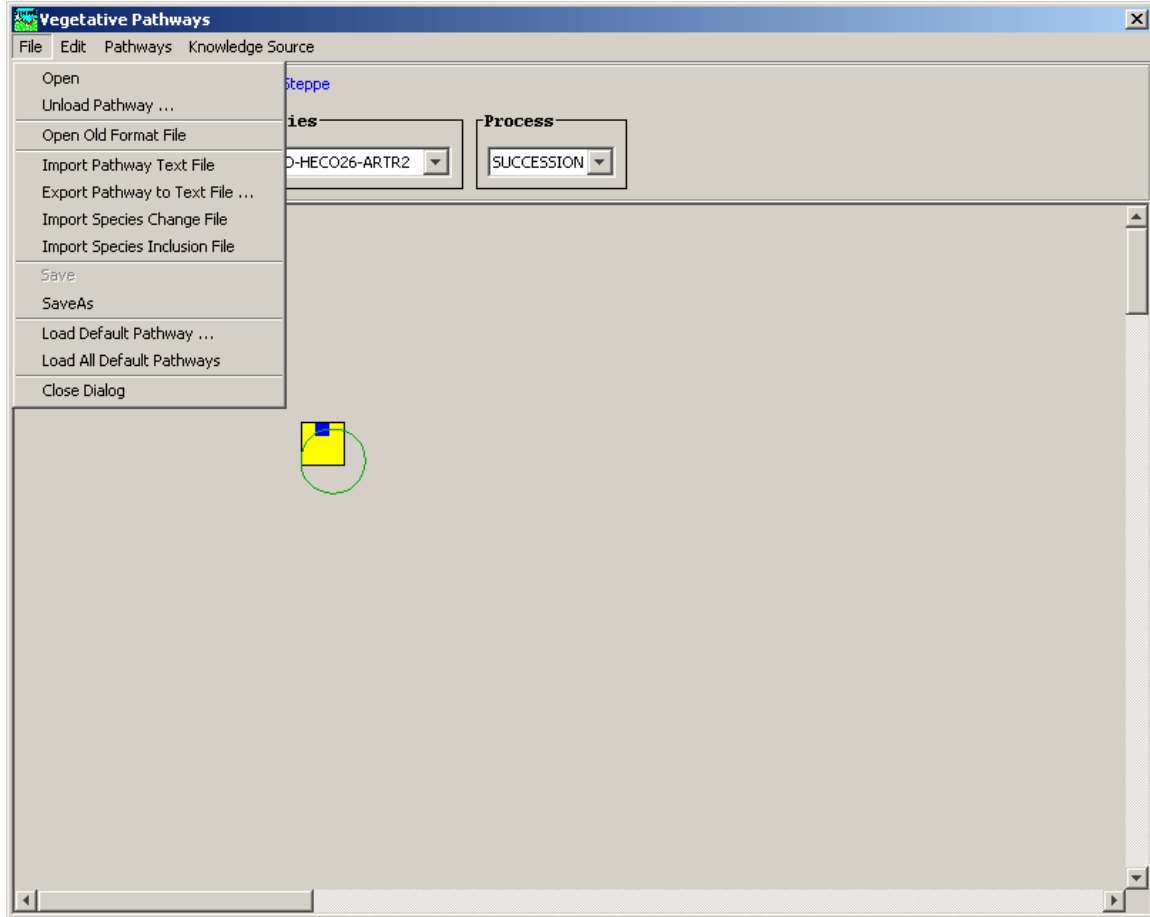 Vegetative Pathways
File Edit Pathways Knowledge Source
Open
Unload Pathway ...
Open Old Format File
Import Pathway Text File
Export Pathway to Text File ...
Import Species Change File
Import Species Inclusion File
Save
SaveAs
Load Default Pathway ...
Load All Default Pathways
Close Dialog
Steppe
ies
Process
-HECO26-ARTR2
SUCCESSION